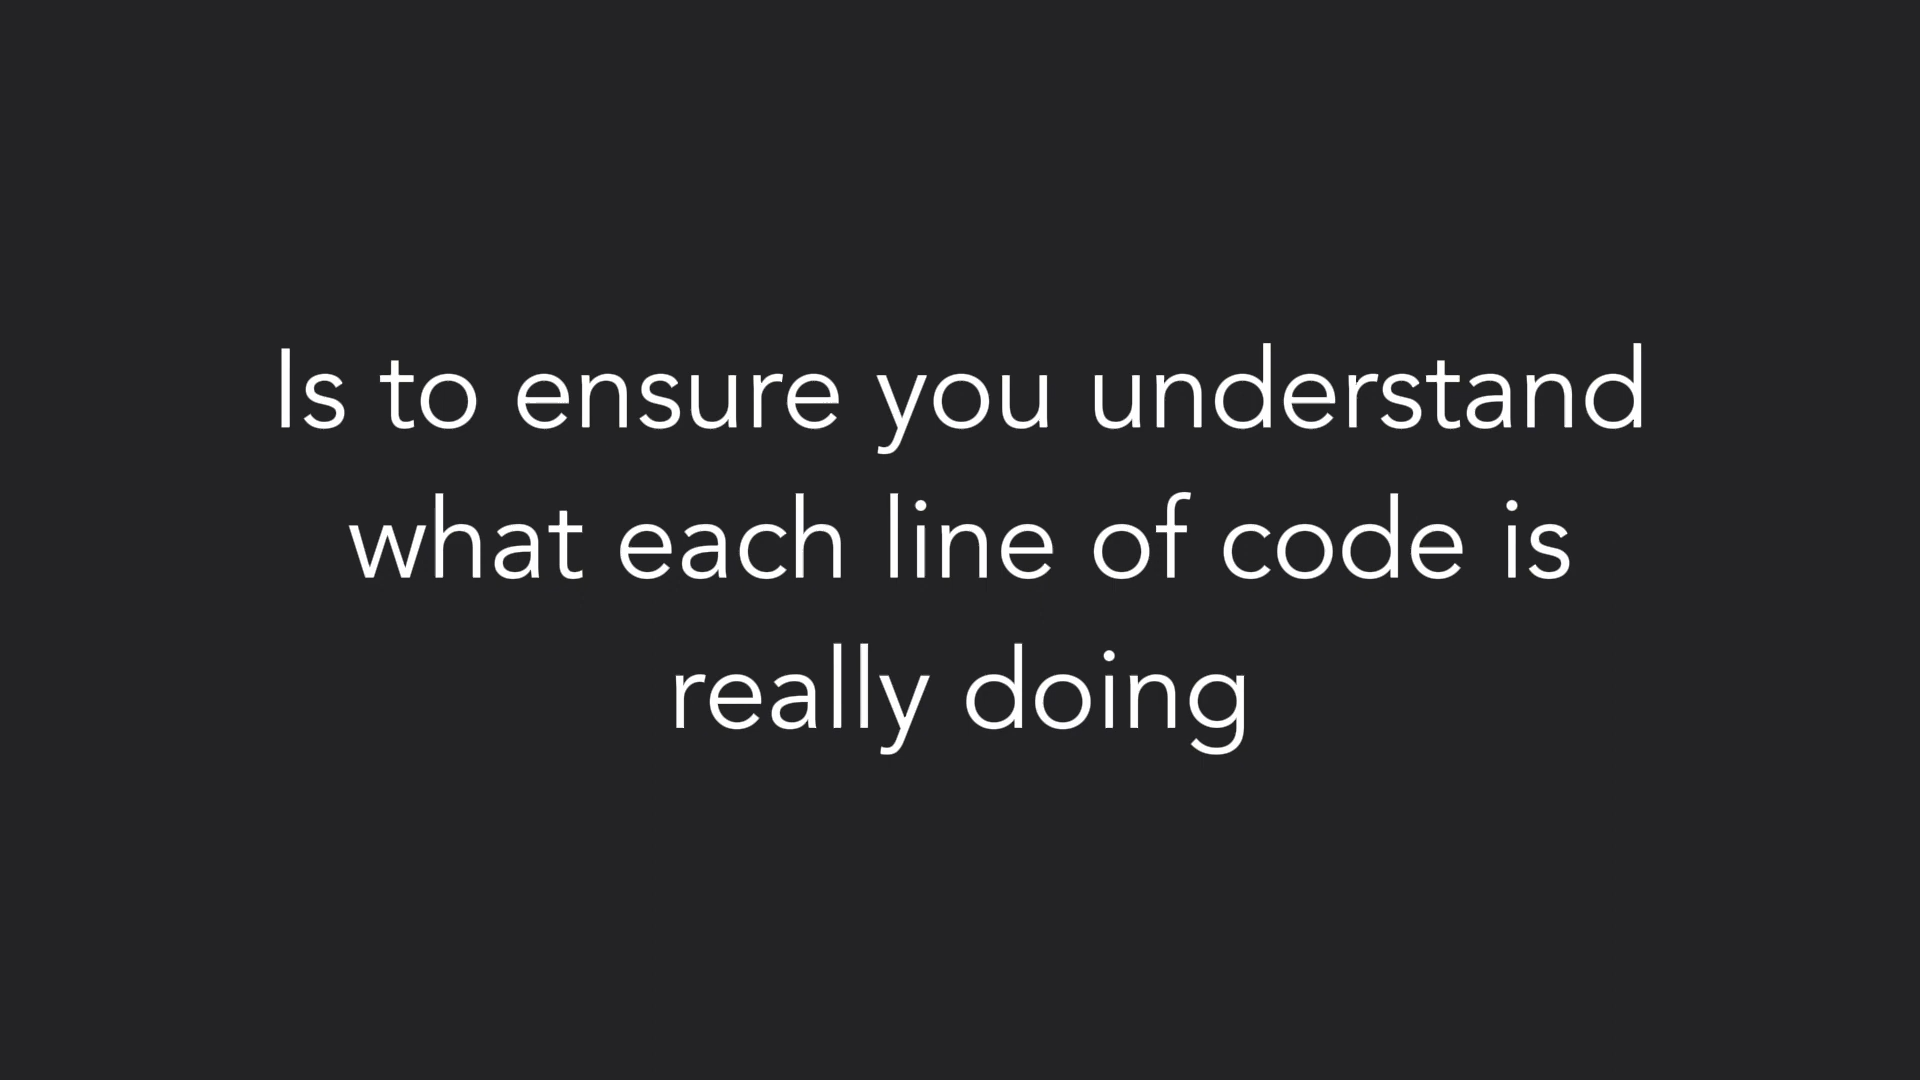 Is to ensure you understand
what each line of code is
really doing